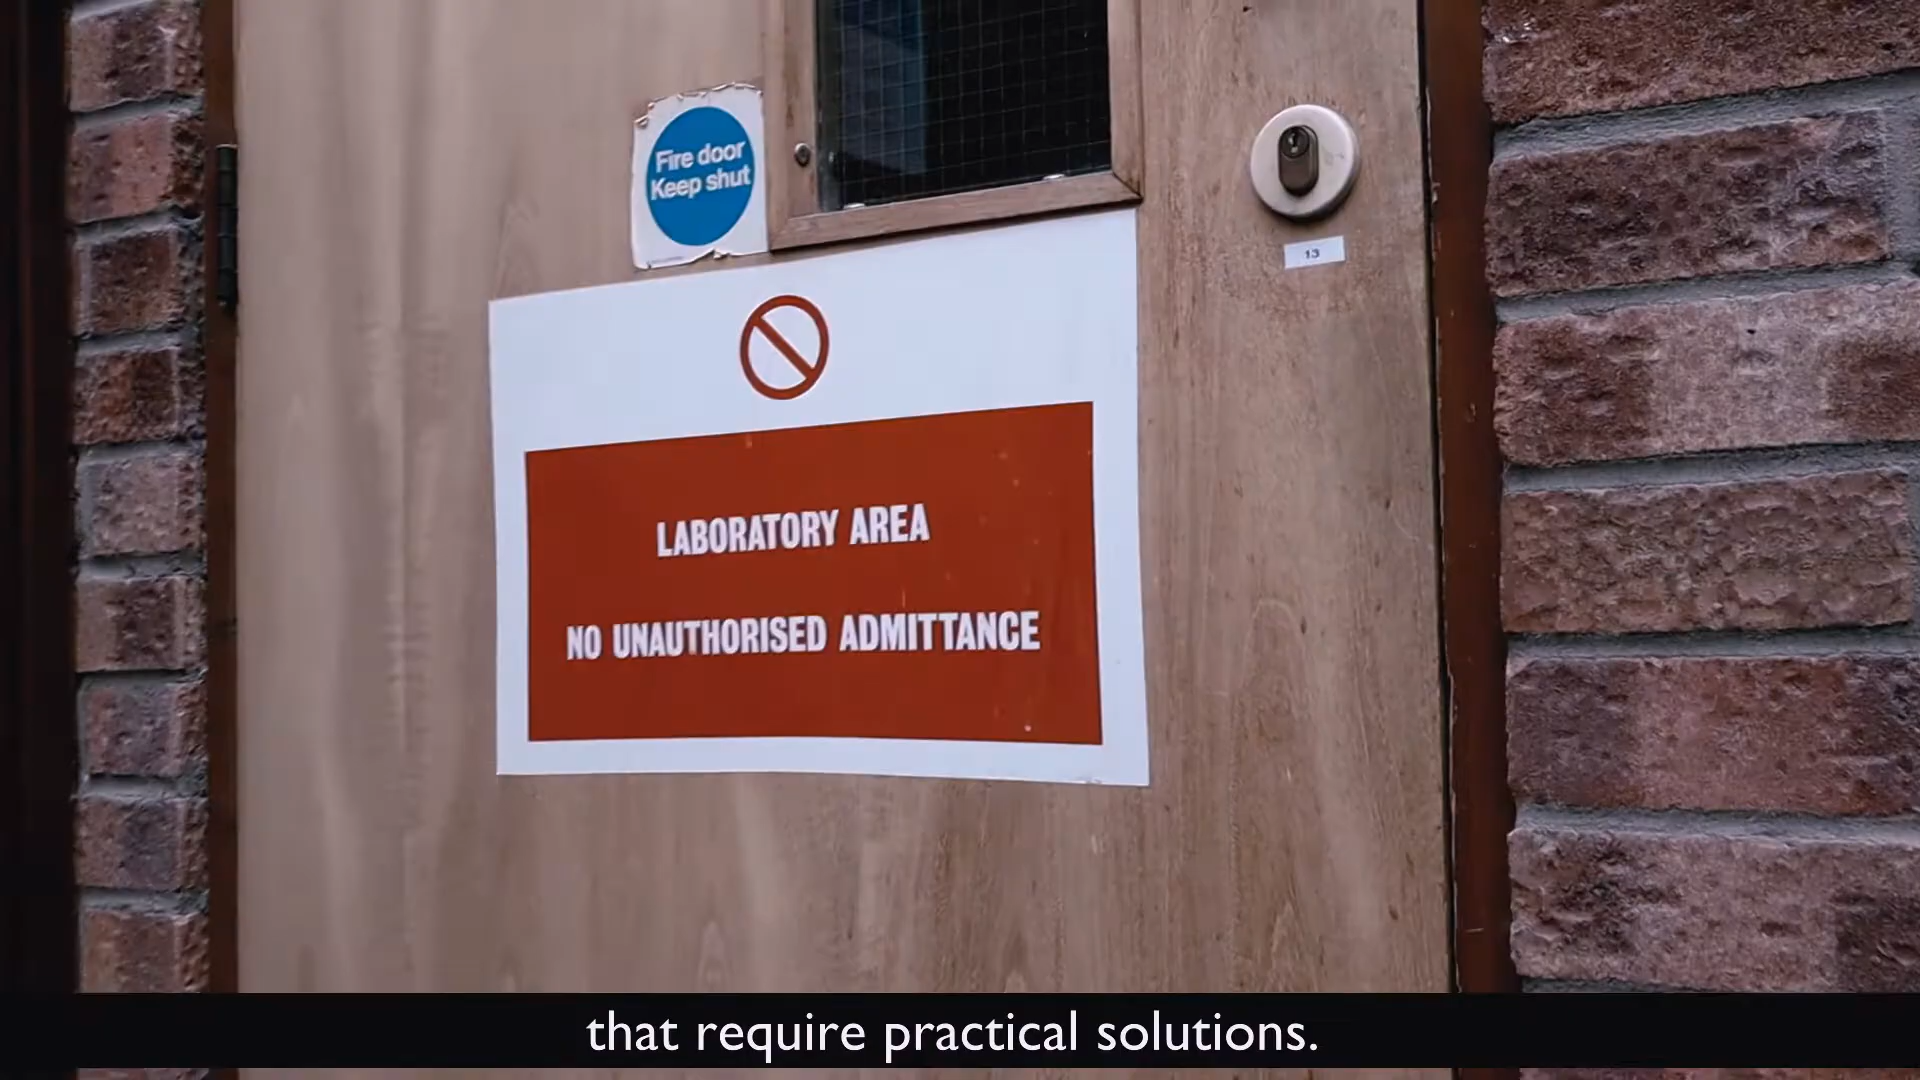 Fire door
Keep shut
13
LABORATORY AREA
NO UNAUTHORISED ADMITTANCE
that require practical solutions.